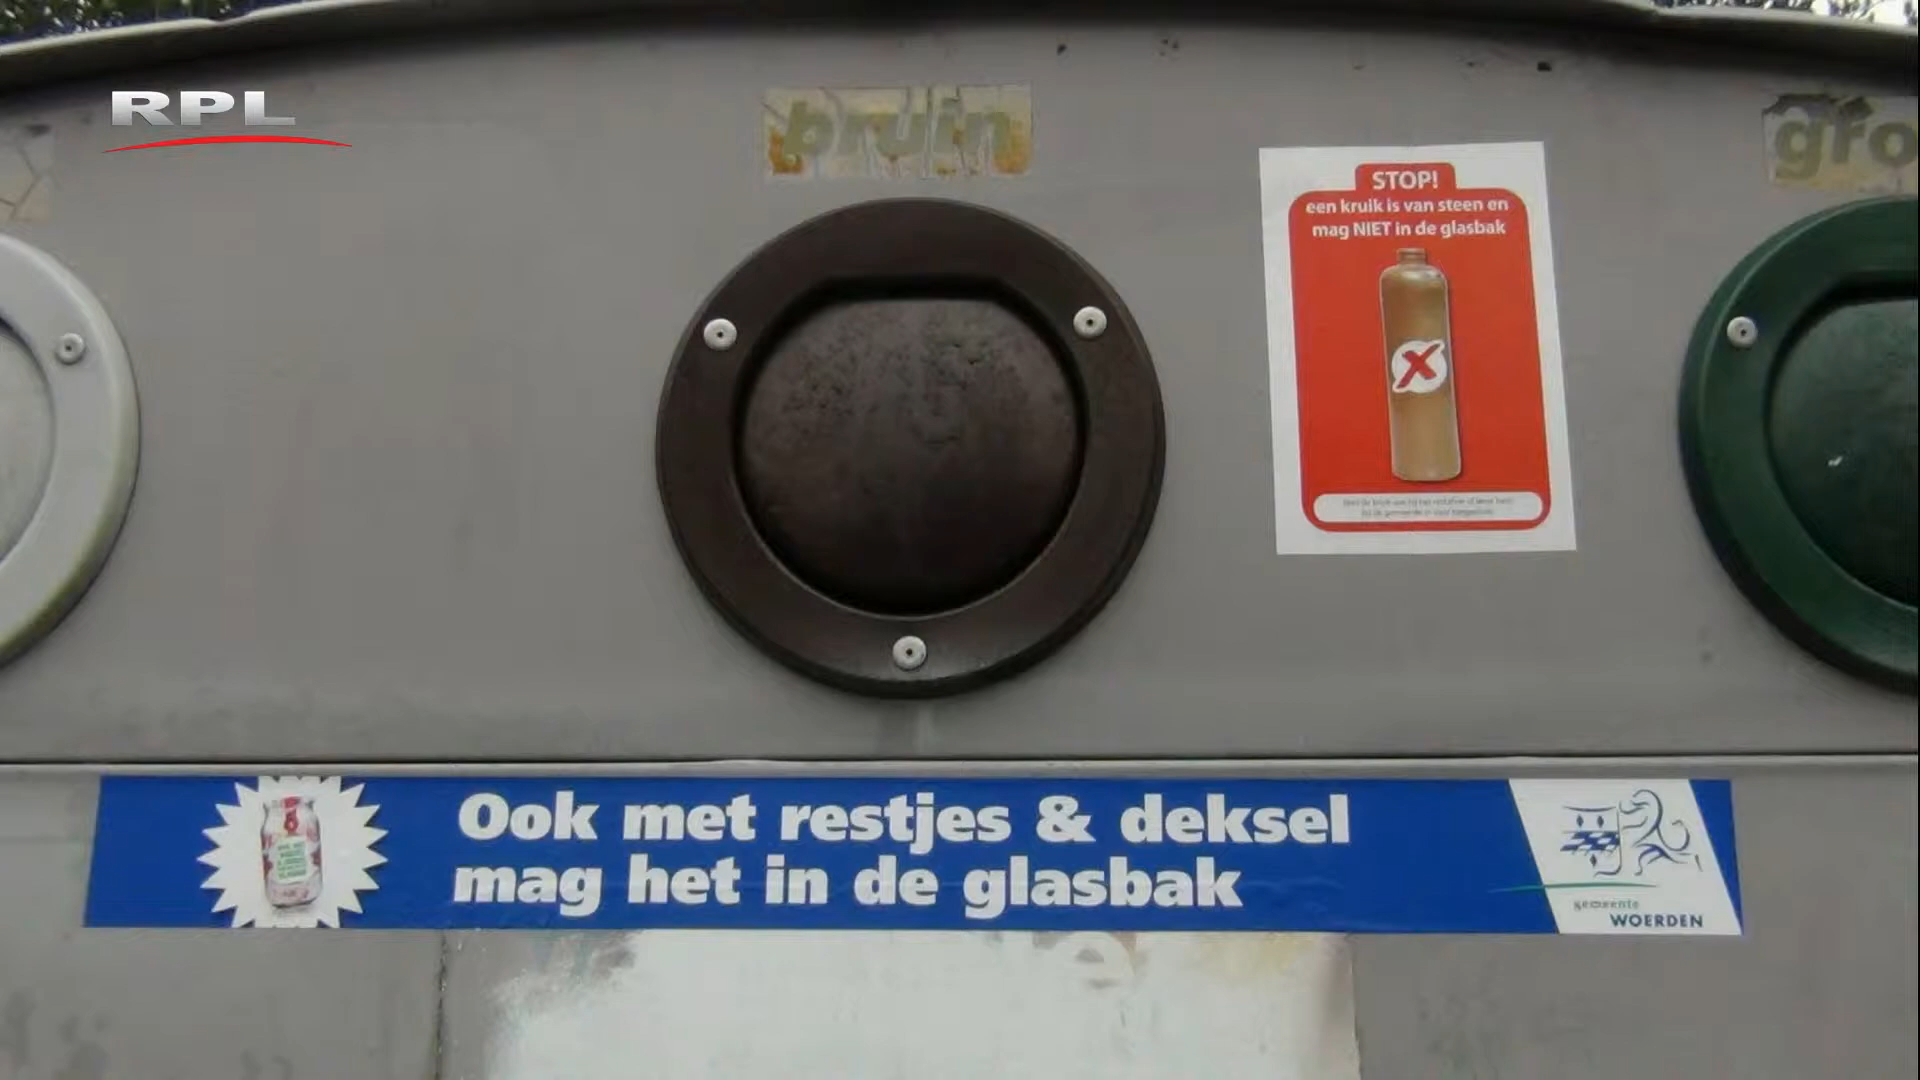 RPL
bruin
gro
STOP!
een kruik is van steen en
mag NIET in de glasbak
Ook met restjes & deksel
mag het in de glasbak
gemeente
WOERDEN